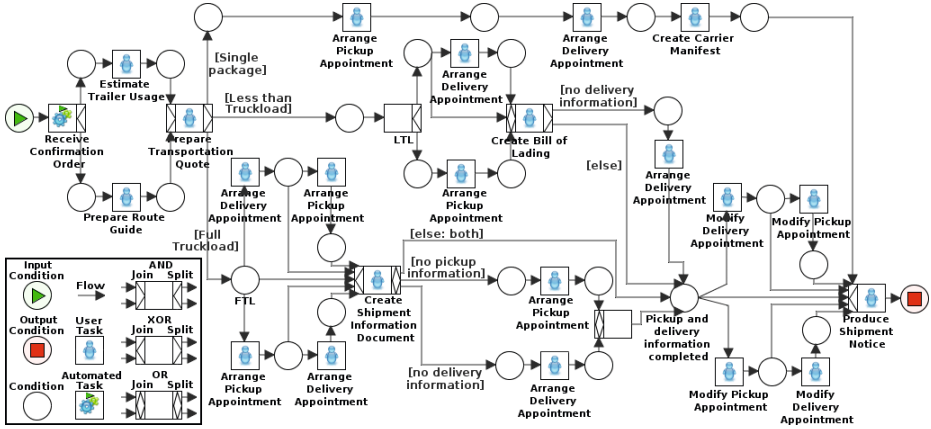 Arrange
Pickup
Appointment
Arrange
Delivery
Appointment
Create Carrier
Manifest
[Single
package]
Estimate
Trailer Usage
Arrange
Delivery
Appointment
[Less than
Truckload]
[no delivery
information]
Receive
Confirmation
Order
Prepare
Transportation
Quote
LTL
Create Bill of
Lading
[else]
Arrange
Delivery
Appointment
Prepare Route
Guide
Arrange
Delivery
Appointment
Arrange
Pickup
Appointment
Arrange
Pickup
Appointment
Modify
Delivery
Appointment
Modify Pickup
Appointment
[Full
Truckload]
[else: both]
[no pickup
information]
FTL
Create
Shipment
Information
Document
Arrange
Pickup
Appointment
Pickup and
delivery
information
completed
Produce
Shipment
Notice
Arrange
Pickup
Appointment
Arrange
Delivery
Appointment
[no delivery
information]
Arrange
Delivery
Appointment
Modify Pickup
Appointment
Modify
Delivery
Appointment
Input
Condition
Flow
AND
Join Split
Output
Condition
User
Task
XOR
Join Split
Condition
Automated
Task
OR
Join Split